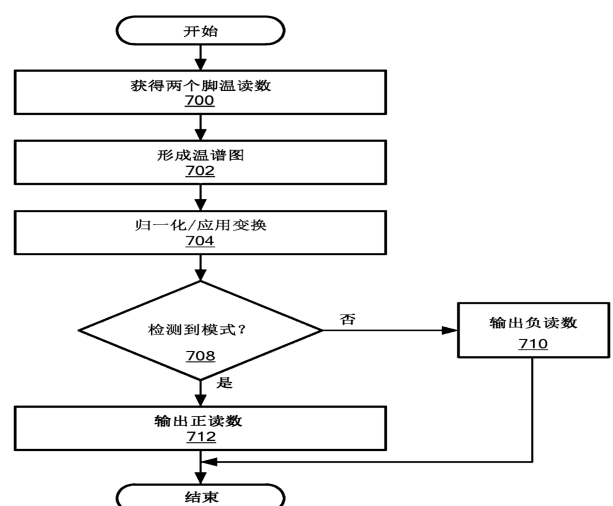 开始
获得两个脚温读数
700
形成温谱图
702
归一化/应用变换
704
检测到模式?
708
否
输出负读数
710
是
输出正读数
712
结束